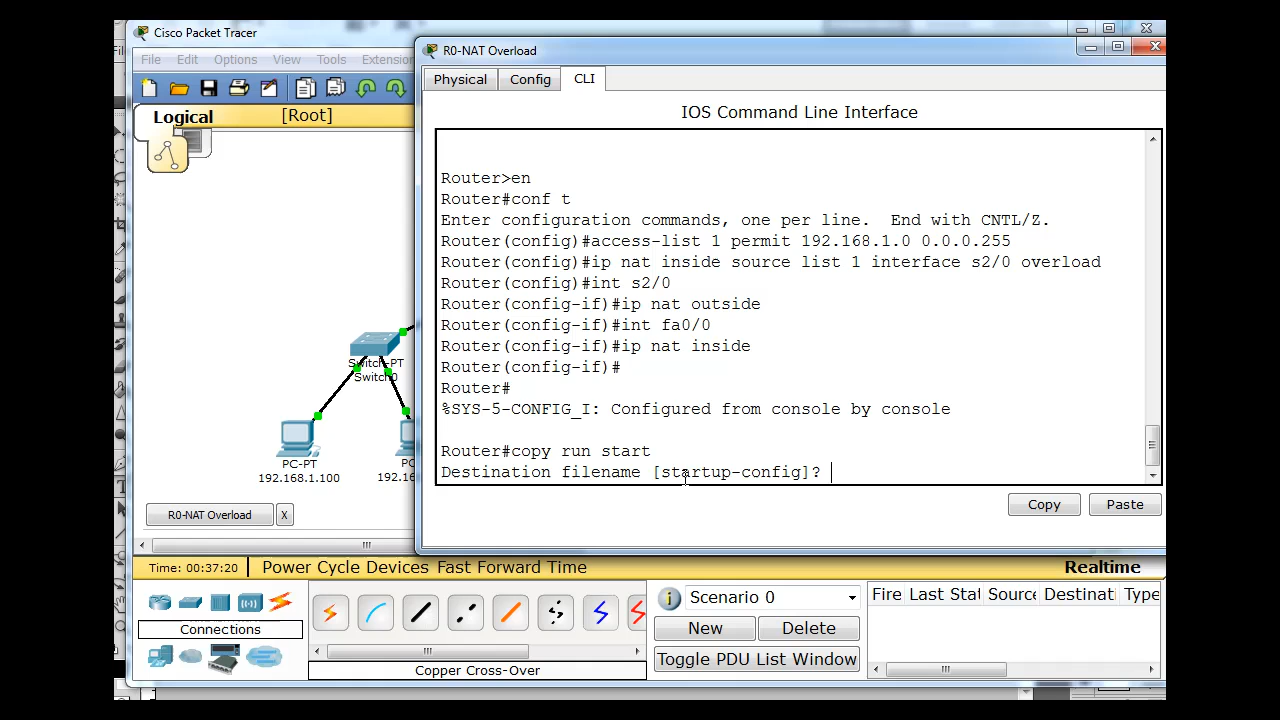 Cisco Packet Tracer
File Edit Options View Tools Extension
Logical
[Root]
R0-NAT Overload
Physical Config CLI
IOS Command Line Interface
Router>en
Router#conf t
Enter configuration commands, one per line.  End with CNTL/Z.
Router(config)#access-list 1 permit 192.168.1.0 0.0.0.255
Router(config)#ip nat inside source list 1 interface s2/0 overload
Router(config)#int s2/0
Router(config-if)#ip nat outside
Router(config-if)#int fa0/0
Router(config-if)#ip nat inside
Router(config-if)#
Router#
%SYS-5-CONFIG_I: Configured from console by console
Router#copy run start
Destination filename [startup-config]?
Copy Paste
Switch-PT
Switch0
PC-PT
192.168.1.100
PC
192.168.
R0-NAT Overload X
Time: 00:37:20 Power Cycle Devices Fast Forward Time Realtime
Connections
Copper Cross-Over
Scenario 0
New Delete
Toggle PDU List Window
Fire Last Stat Source Destinati Type